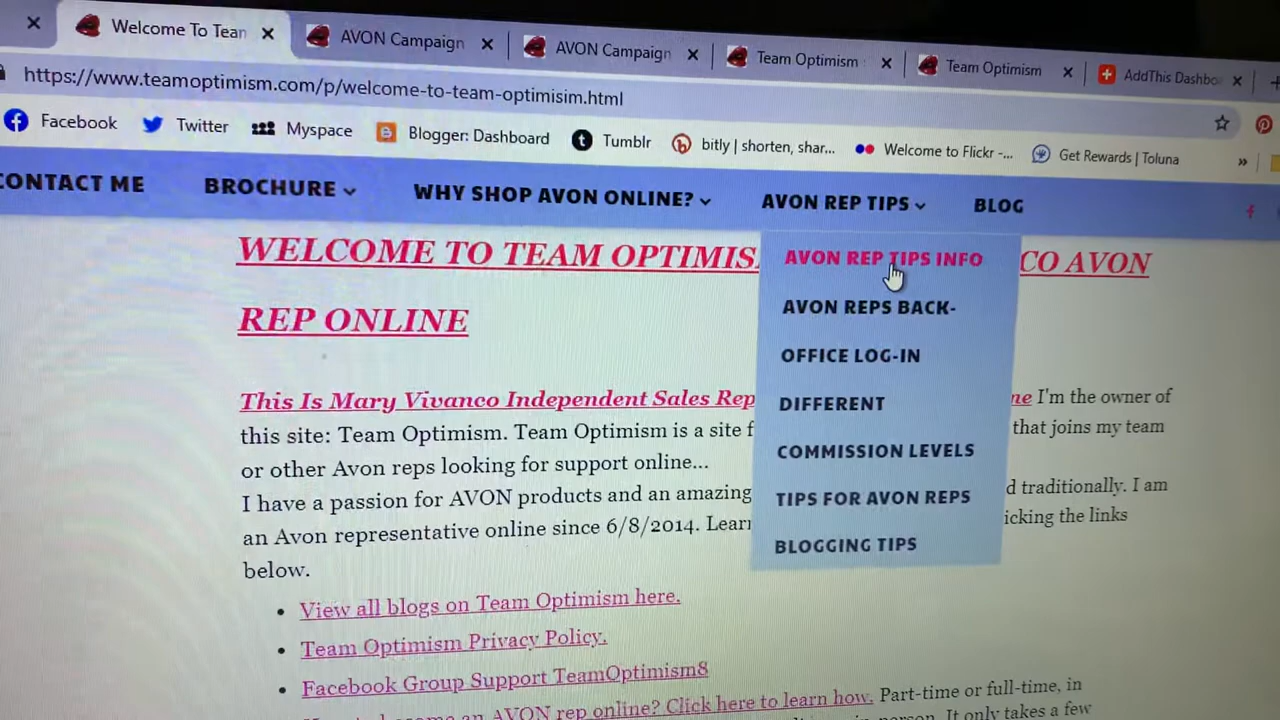 Welcome To Tean
AVON Campaign
AVON Campaign
Team Optimism
Team Optimism
AddThis Dashbo
https://www.teamoptimism.com/p/welcome-to-team-optimisim.html
Facebook
Twitter
Myspace
Blogger: Dashboard
Tumblr
bitly | shorten, shar...
Welcome to Flickr -...
Get Rewards | Toluna
CONTACT ME
BROCHURE
WHY SHOP AVON ONLINE?
AVON REP TIPS
BLOG
AVON REP TIPS INFO
AVON REPS BACK-
OFFICE LOG-IN
DIFFERENT
COMMISSION LEVELS
TIPS FOR AVON REPS
BLOGGING TIPS
WELCOME TO TEAM OPTIMIS CO AVON
REP ONLINE
This Is Mary Vivanco Independent Sales Rep ne I'm the owner of
this site: Team Optimism. Team Optimism is a site f that joins my team
or other Avon reps looking for support online...
I have a passion for AVON products and an amazing d traditionally. I am
an Avon representative online since 6/8/2014. Learn icking the links
below.
View all blogs on Team Optimism here.
Team Optimism Privacy Policy.
Facebook Group Support TeamOptimism8
an AVON rep online? Click here to learn how. Part-time or full-time, in
person. It only takes a few